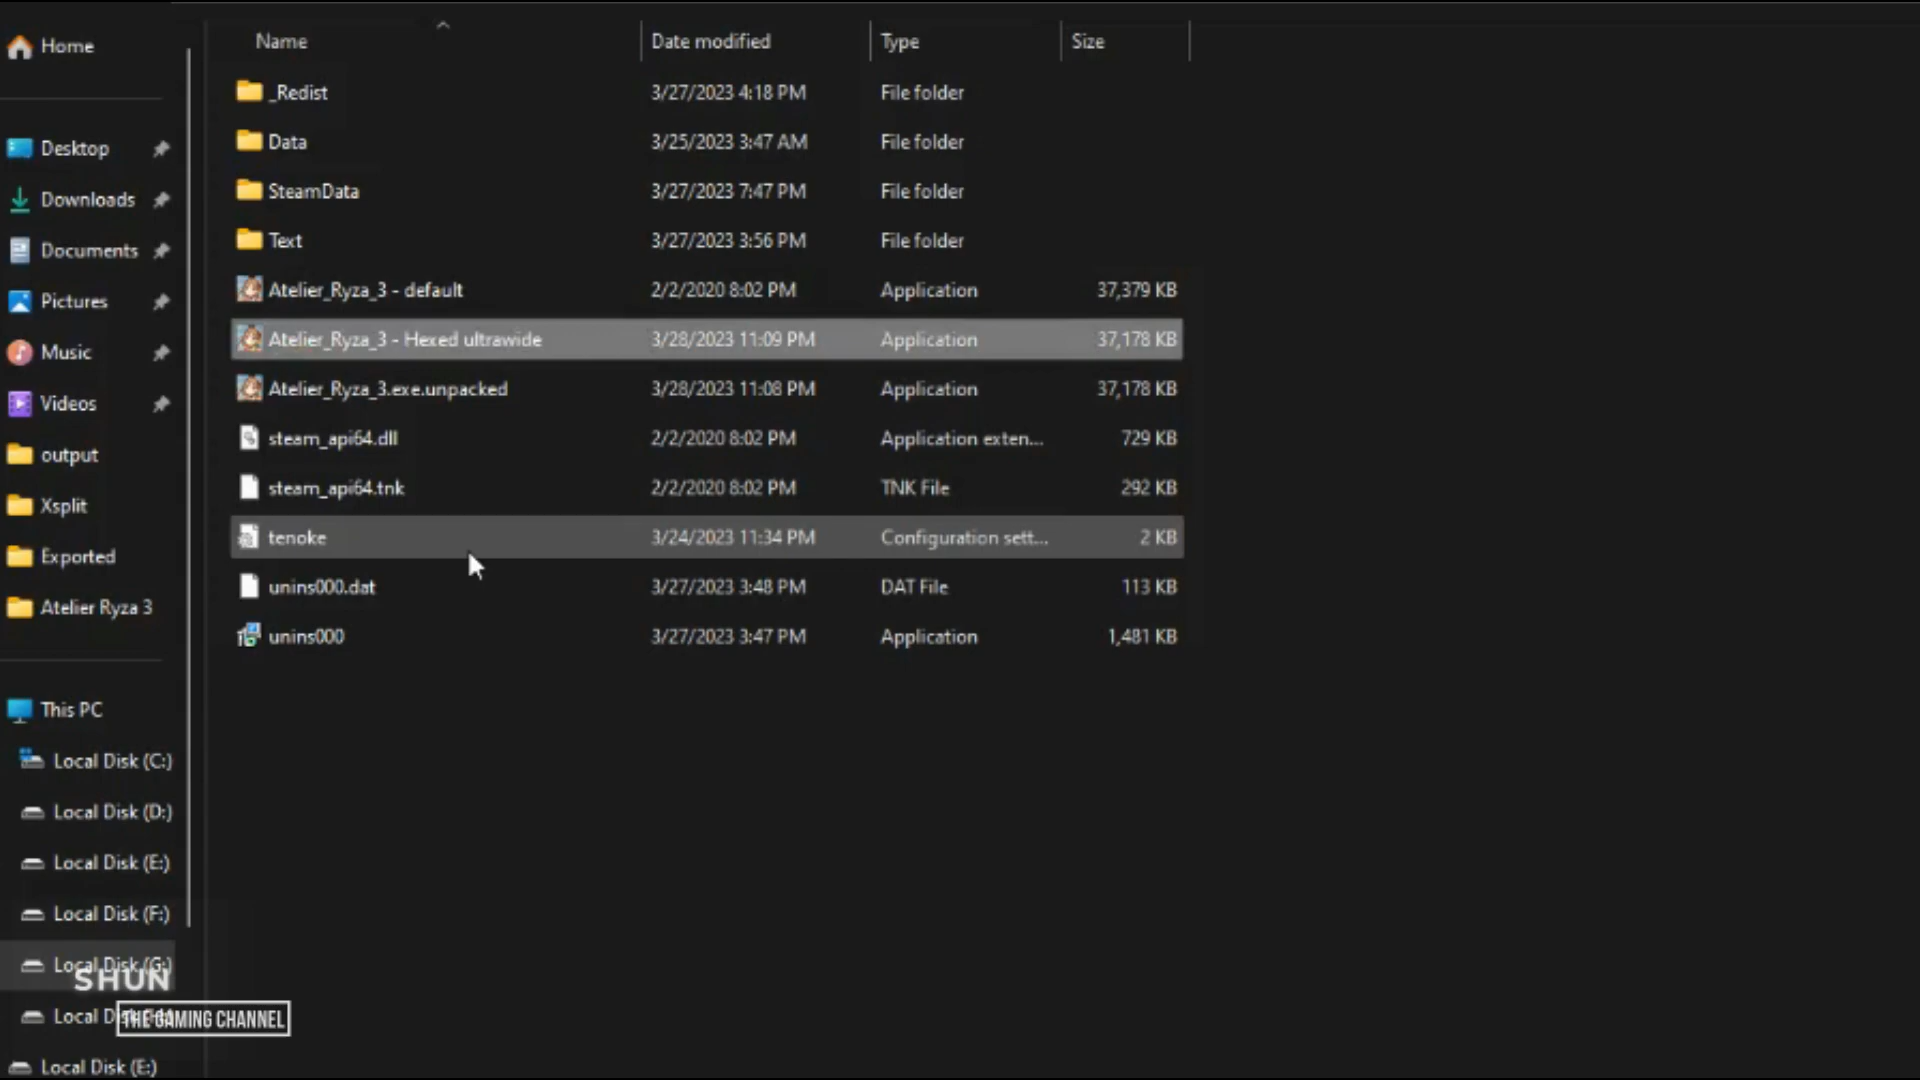 Home
Desktop
Downloads
Documents
Pictures
Music
Videos
output
Xsplit
Exported
Atelier Ryza 3
This PC
Local Disk (C:)
Local Disk (D:)
Local Disk (E:)
Local Disk (F:)
Local Disk (G:)
Local Disk
Local Disk (E:)
Name Date modified Type Size
_Redist 3/27/2023 4:18 PM File folder
Data 3/25/2023 3:47 AM File folder
SteamData 3/27/2023 7:47 PM File folder
Text 3/27/2023 3:56 PM File folder
Atelier_Ryza_3 - default 2/2/2020 8:02 PM Application 37,379 KB
Atelier_Ryza_3 - Hexed ultrawide 3/28/2023 11:09 PM Application 37,178 KB
Atelier_Ryza_3.exe.unpacked 3/28/2023 11:08 PM Application 37,178 KB
steam_api64.dll 2/2/2020 8:02 PM Application exten... 729 KB
steam_api64.tnk 2/2/2020 8:02 PM TNK File 292 KB
tenoke 3/24/2023 11:34 PM Configuration sett... 2 KB
unins000.dat 3/27/2023 3:48 PM DAT File 113 KB
unins000 3/27/2023 3:47 PM Application 1,481 KB
SHUN
THE GAMING CHANNEL